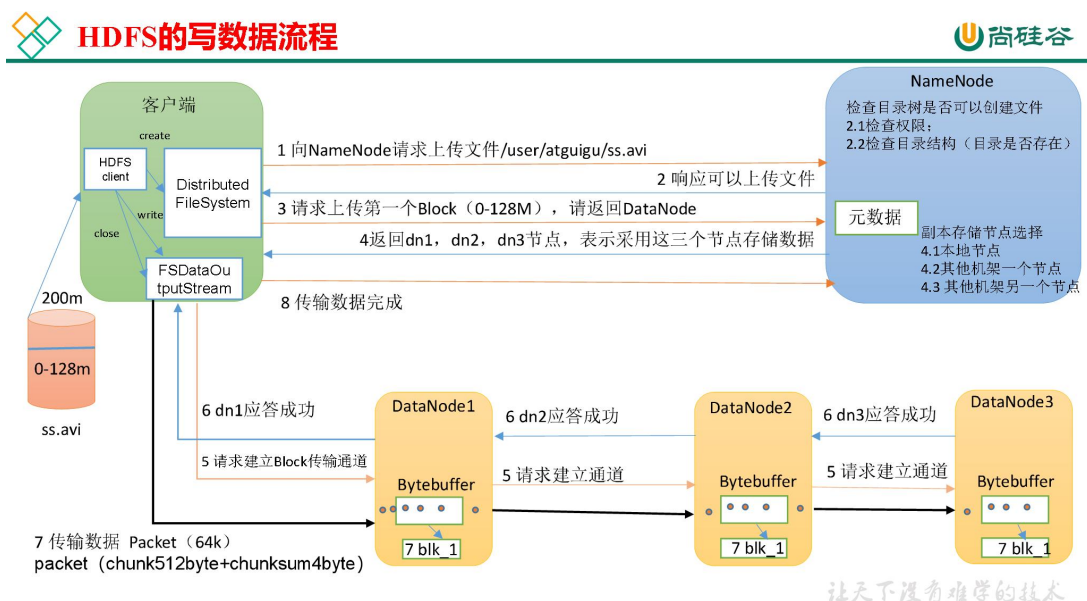 HDFS的写数据流程
尚硅谷
客户端
create
HDFS
client
Distributed
FileSystem
write
close
FSDataOu
tputStream
200m
0-128m
ss.avi
1 向NameNode请求上传文件/user/atguigu/ss.avi
2 响应可以上传文件
3 请求上传第一个Block（0-128M），请返回DataNode
4返回dn1，dn2，dn3节点，表示采用这三个节点存储数据
8 传输数据完成
NameNode
检查目录树是否可以创建文件
2.1检查权限；
2.2检查目录结构（目录是否存在）
元数据
副本存储节点选择
4.1本地节点
4.2其他机架一个节点
4.3 其他机架另一个节点
6 dn1应答成功
5 请求建立Block传输通道
DataNode1
Bytebuffer
7 blk_1
6 dn2应答成功
5 请求建立通道
DataNode2
Bytebuffer
7 blk_1
6 dn3应答成功
5 请求建立通道
DataNode3
Bytebuffer
7 blk_1
7 传输数据 Packet（64k）
packet（chunk512byte+chunksum4byte）
让天下没有难学的技术